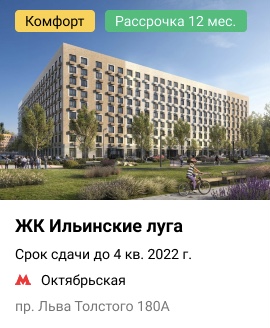 Комфорт
Рассрочка 12 мес.
ЖК Ильинские луга
Срок сдачи до 4 кв. 2022 г.
Октябрьская
пр. Льва Толстого 180А